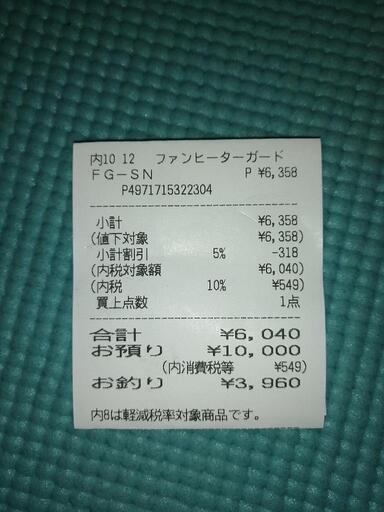 内10 12 ファンヒーターガード
FG-SN P ¥6,358
P4971715322304
小計 ¥6,358
(値下対象 ¥6,358)
小計割引 5% -318
(内税対象額 ¥6,040)
(内税 10% ¥549)
買上点数 1点
合計 ¥6,040
お預り ¥10,000
(内消費税等 ¥549)
お釣り ¥3,960
内8は軽減税率対象商品です。